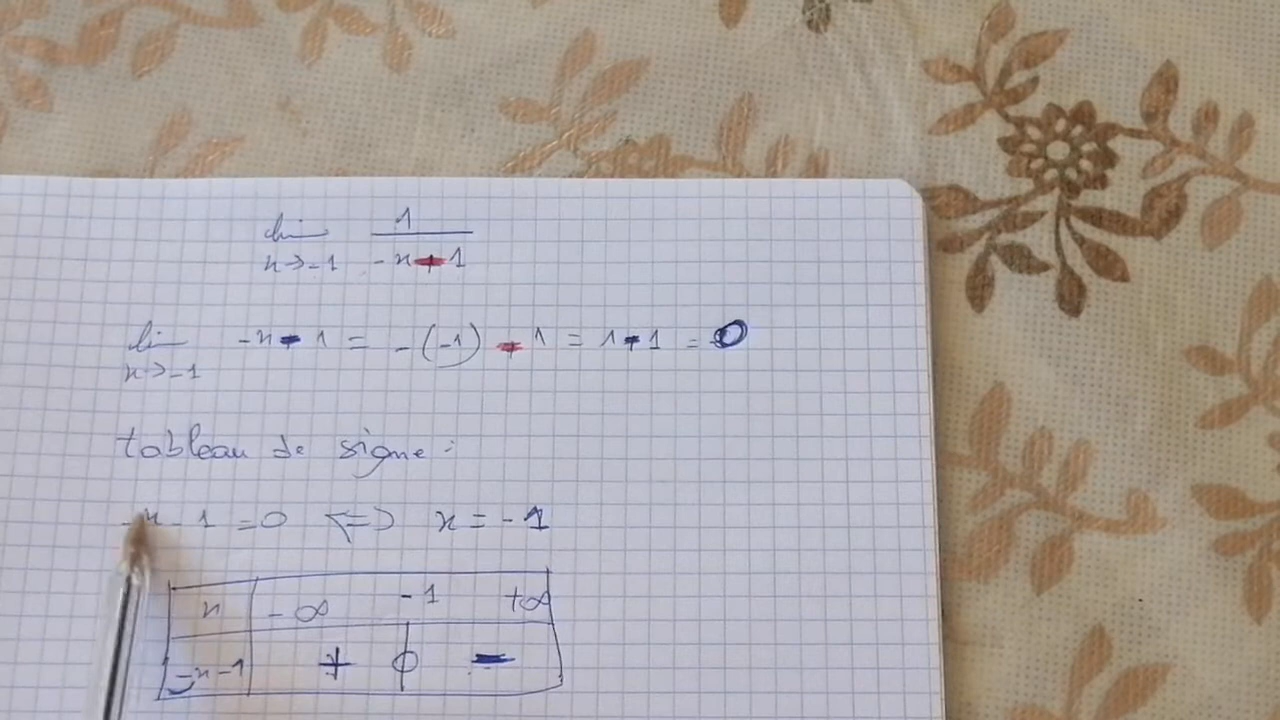 lim 1
x→-1 -x-1
lim -x-1 = -(-1) - 1 = 1-1 = 0
x→-1
tableau de signe :
-x-1 = 0 <=> x = -1
x -∞ -1 +∞
-x-1 + 0 -